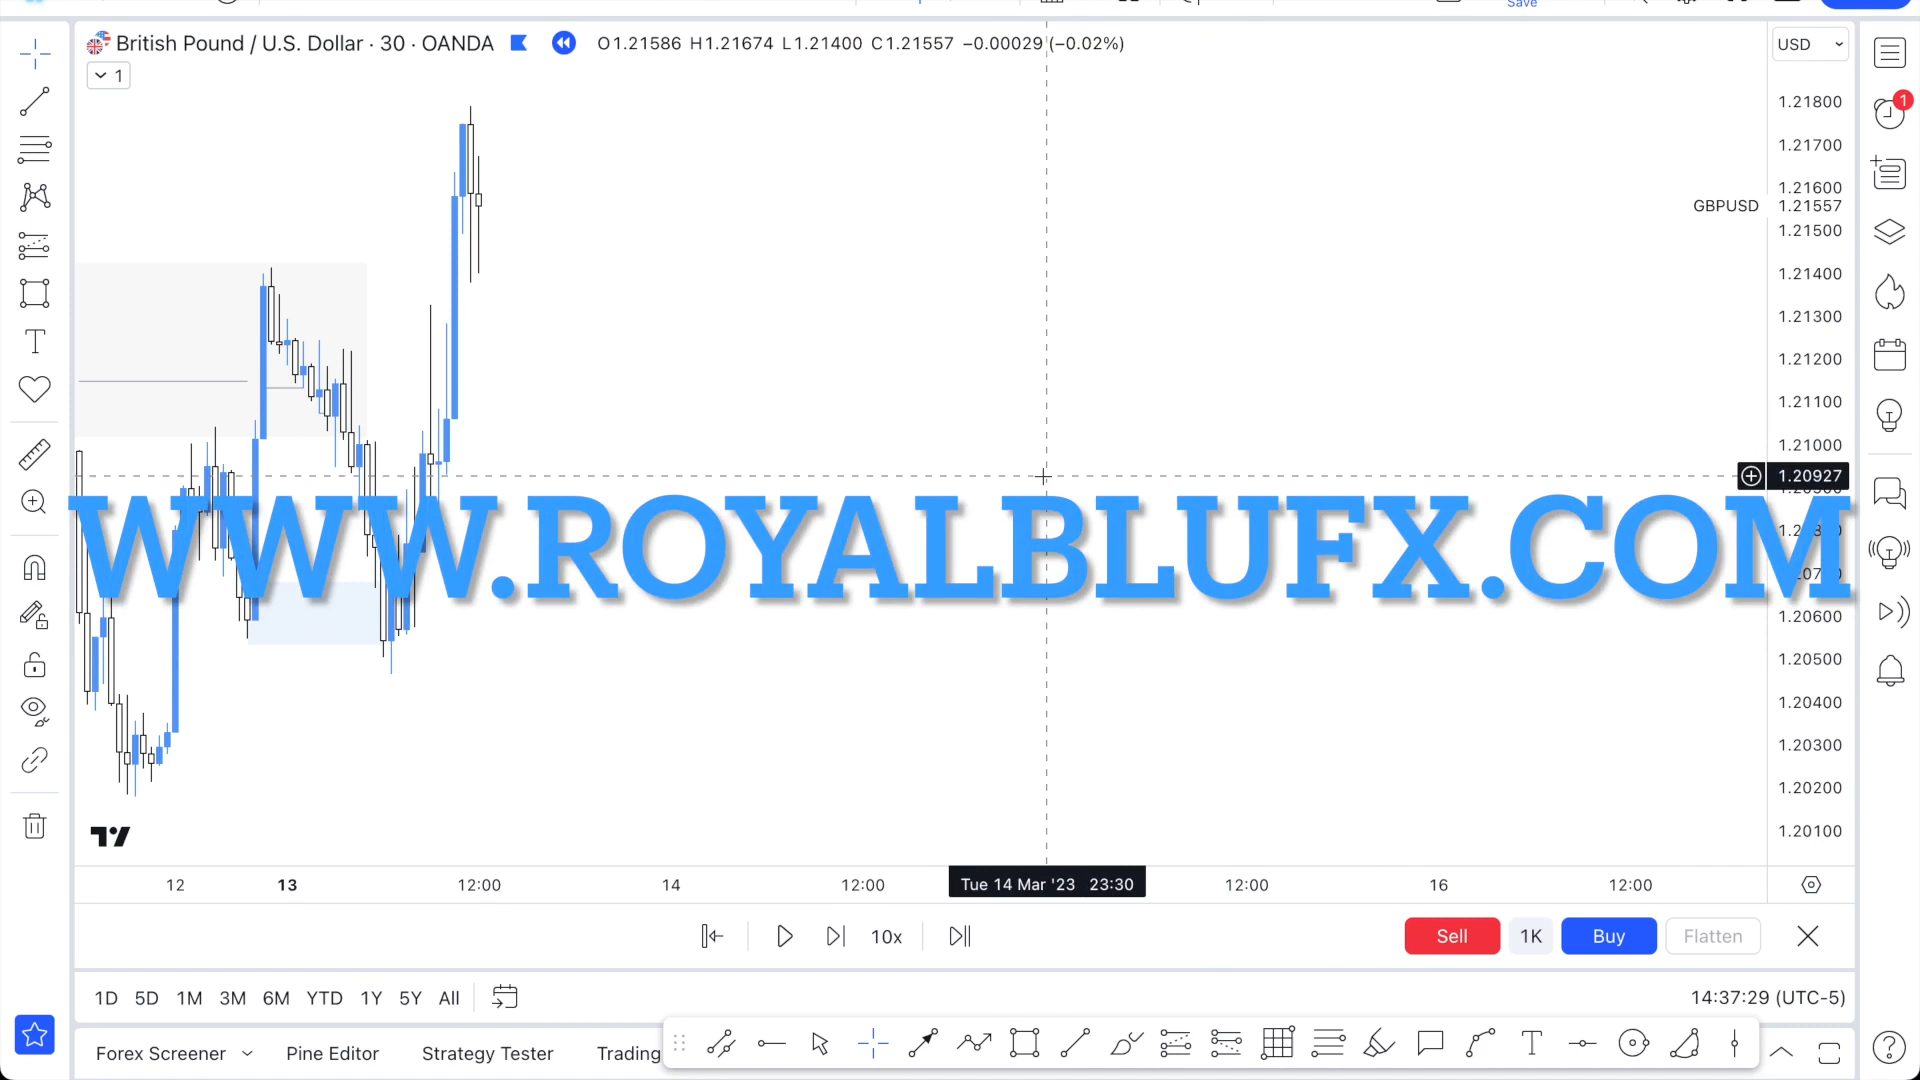 Save
British Pound / U.S. Dollar · 30 · OANDA O1.21586 H1.21674 L1.21400 C1.21557 −0.00029 (−0.02%)
USD
1
1
1.21800
1.21700
1.21600
GBPUSD 1.21557
1.21500
1.21400
1.21300
1.21200
1.21100
1.21000
1.20927
WWW.ROYALBLUFX.COM
1.20600
1.20500
1.20400
1.20300
1.20200
1.20100
12 13 12:00 14 12:00 Tue 14 Mar '23 23:30 12:00 16 12:00
10x Sell 1K Buy Flatten
1D 5D 1M 3M 6M YTD 1Y 5Y All 14:37:29 (UTC-5)
Forex Screener Pine Editor Strategy Tester Trading